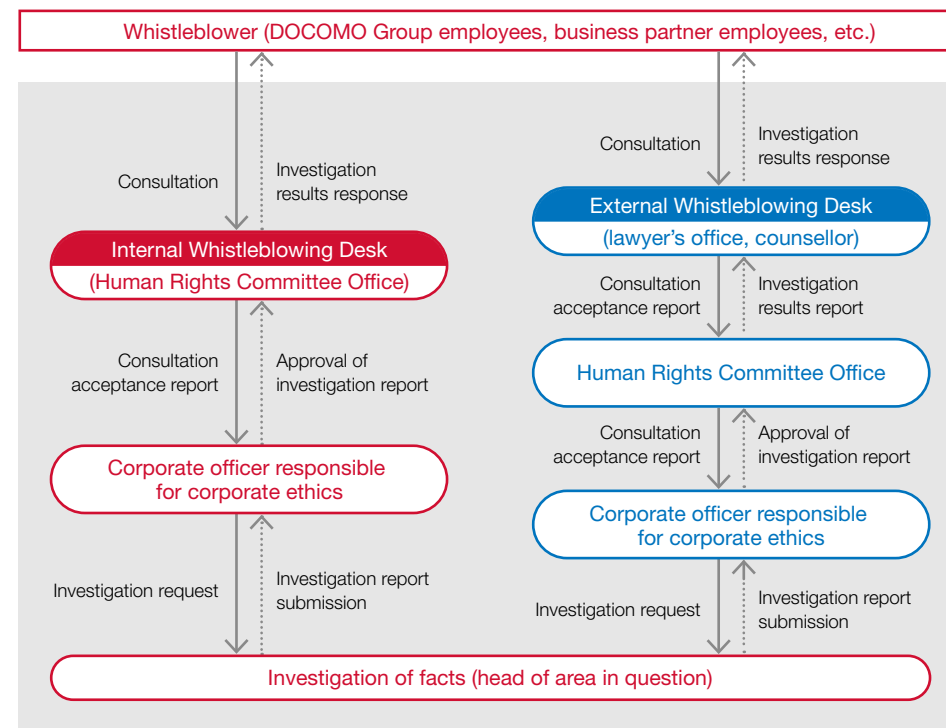 Whistleblower (DOCOMO Group employees, business partner employees, etc.)
Consultation
Investigation
results response
Internal Whistleblowing Desk
(Human Rights Committee Office)
Consultation
acceptance report
Approval of
investigation report
Corporate officer responsible
for corporate ethics
Investigation request
Investigation report
submission
Consultation
Investigation
results response
External Whistleblowing Desk
(lawyer's office, counsellor)
Consultation
acceptance report
Investigation
results report
Human Rights Committee Office
Consultation
acceptance report
Approval of
investigation report
Corporate officer responsible
for corporate ethics
Investigation request
Investigation report
submission
Investigation of facts (head of area in question)